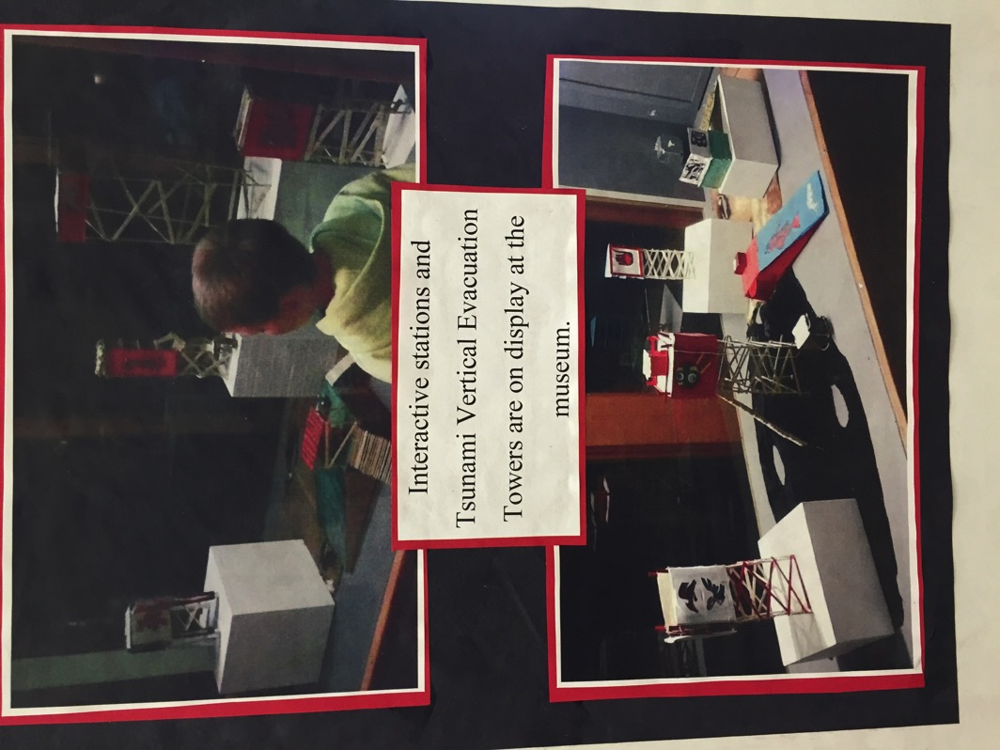 Interactive stations and
Tsunami Vertical Evacuation
Towers are on display at the
museum.